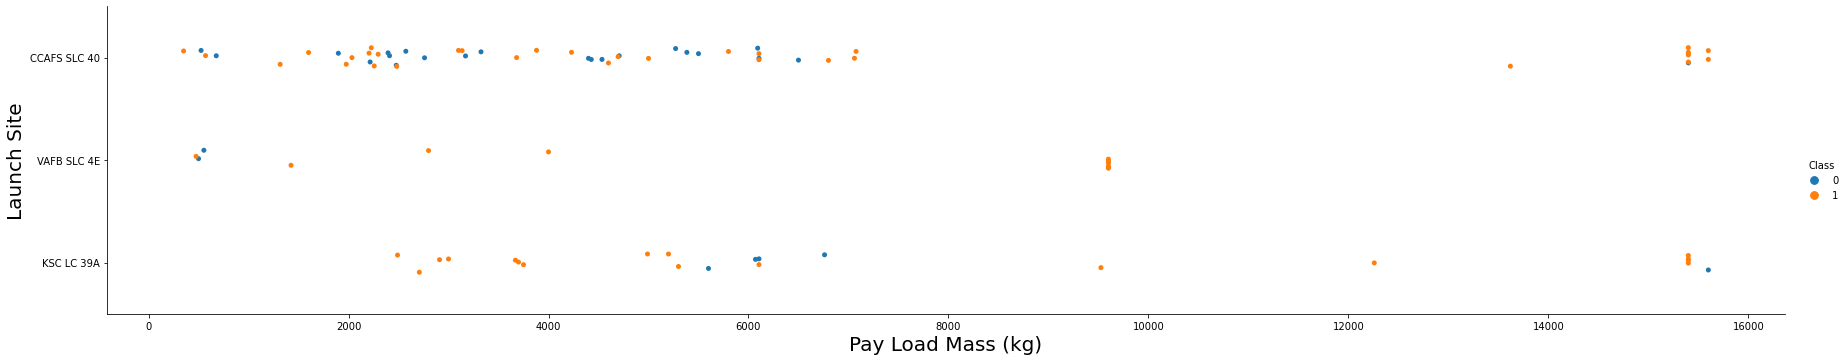 Launch Site
CCAFS SLC 40
VAFB SLC 4E
KSC LC 39A
0
2000
4000
6000
8000
10000
12000
14000
16000
Pay Load Mass (kg)
Class
0
1